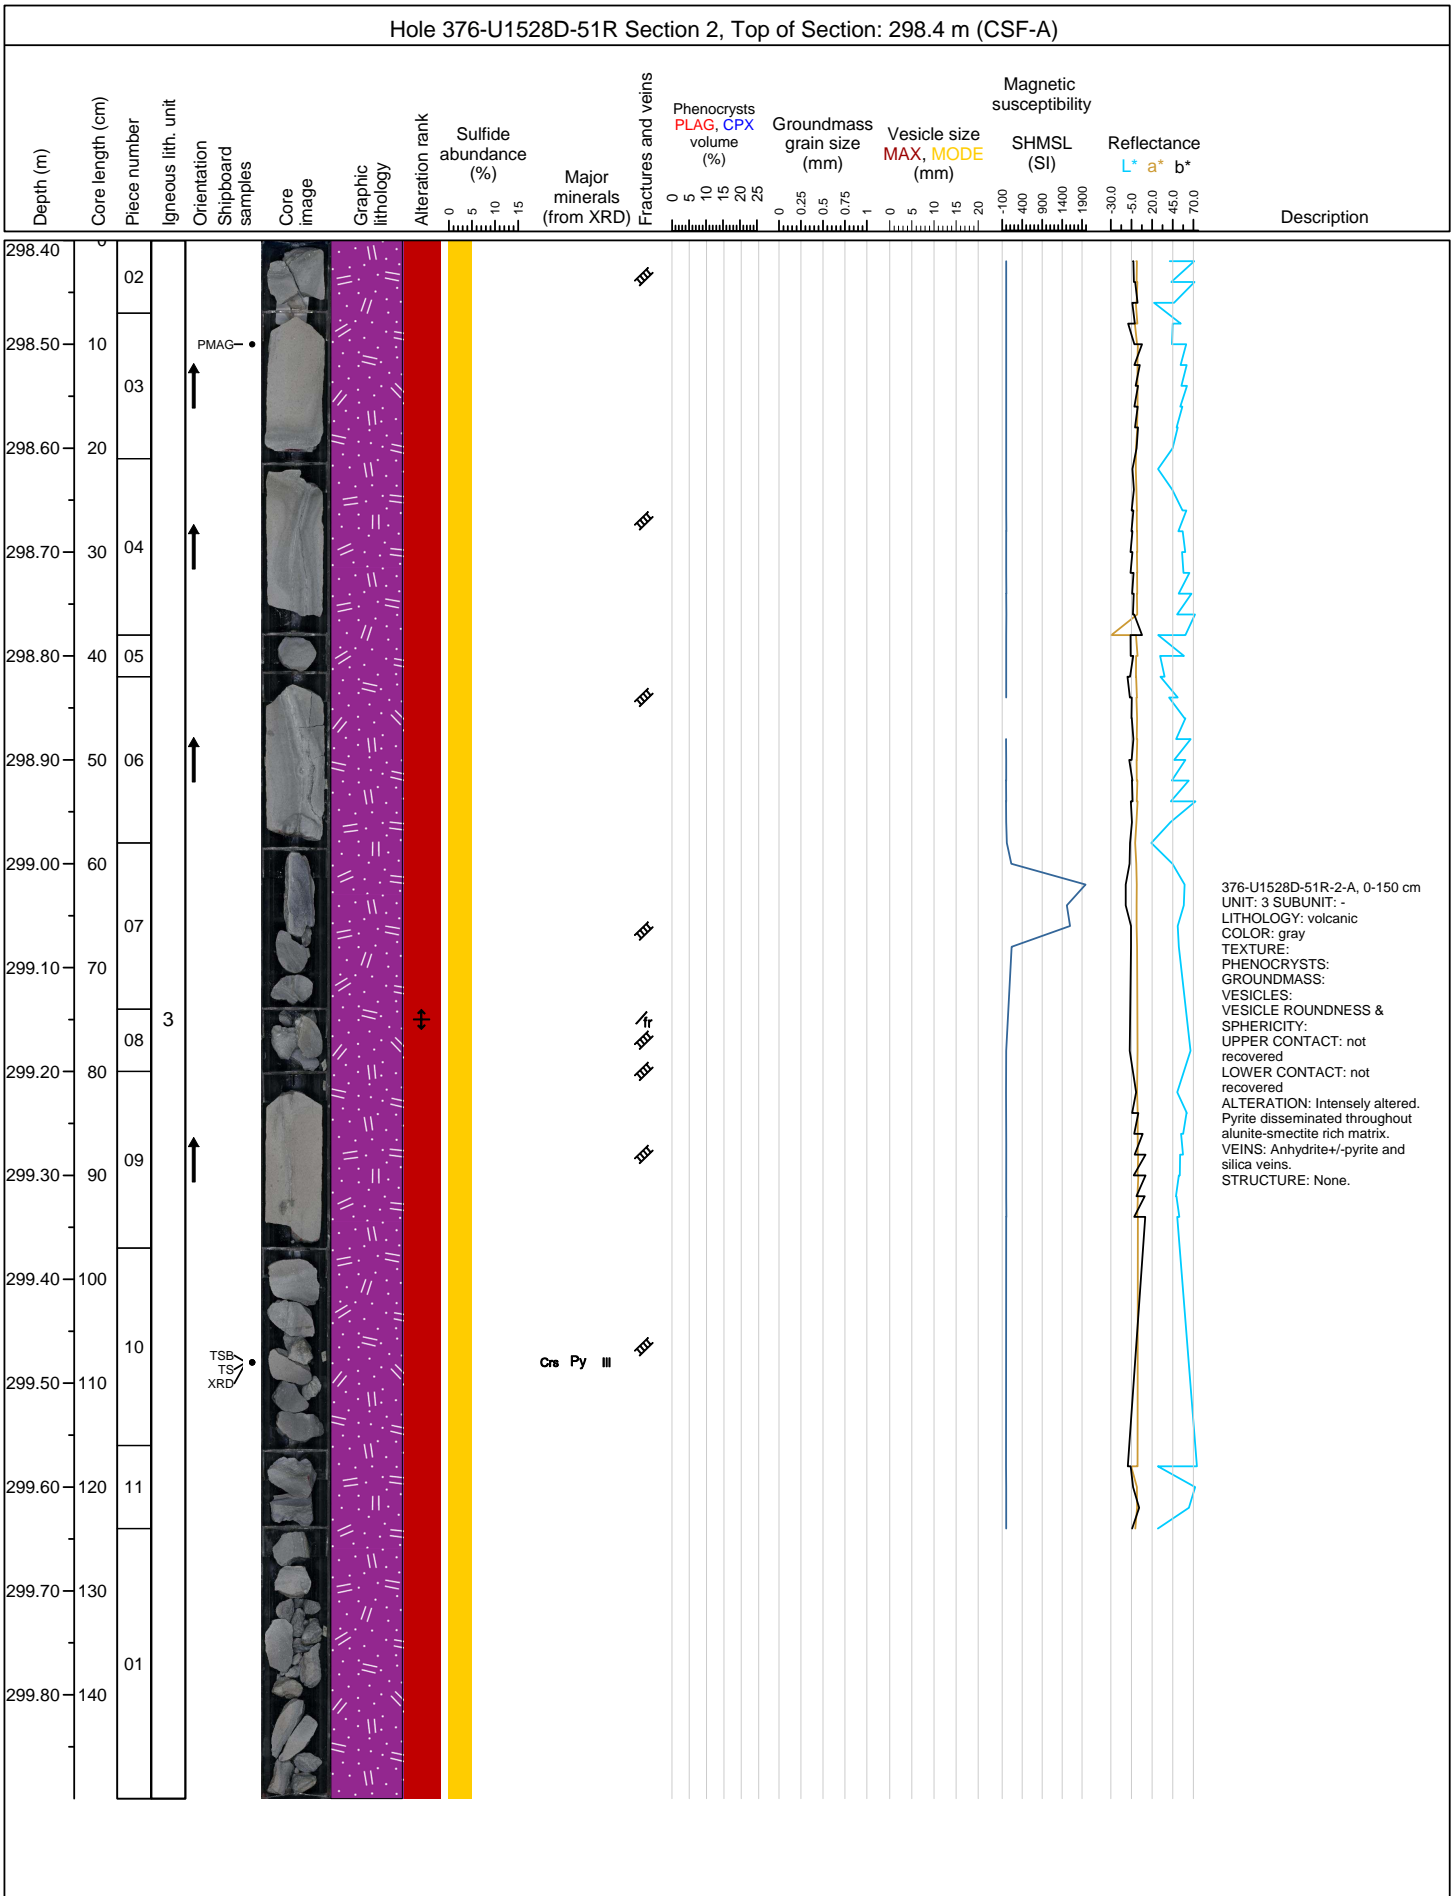 Hole 376-U1528D-51R Section 2, Top of Section: 298.4 m (CSF-A)
Depth (m)
Core length (cm)
Piece number
Igneous lith. unit
Orientation
Shipboard
samples
Core
image
Graphic
lithology
Alteration rank
Sulfide
abundance
(%)
0 5 10 15
Major
minerals
(from XRD)
Fractures and veins
Phenocrysts
PLAG, CPX
volume
(%)
0 5 10 15 20 25
Groundmass
grain size
(mm)
0 0.25 0.5 0.75 1
Vesicle size
MAX, MODE
(mm)
0 5 10 15 20
Magnetic
susceptibility
SHMSL
(SI)
-100 400 900 1400 1900
Reflectance
L* a* b*
-30.0 -5.0 20.0 45.0 70.0
Description
298.40 0
02
298.50 10
PMAG
03
298.60 20
298.70 30 04
298.80 40 05
298.90 50 06
299.00 60
07
299.10 70
3
fr
08
299.20 80
09
299.30 90
299.40 100
10
TSB
TS
XRD
Crs Py III
299.50 110
299.60 120 11
299.70 130
01
299.80 140
376-U1528D-51R-2-A, 0-150 cm
UNIT: 3 SUBUNIT: -
LITHOLOGY: volcanic
COLOR: gray
TEXTURE:
PHENOCRYSTS:
GROUNDMASS:
VESICLES:
VESICLE ROUNDNESS &
SPHERICITY:
UPPER CONTACT: not
recovered
LOWER CONTACT: not
recovered
ALTERATION: Intensely altered.
Pyrite disseminated throughout
alunite-smectite rich matrix.
VEINS: Anhydrite+/-pyrite and
silica veins.
STRUCTURE: None.